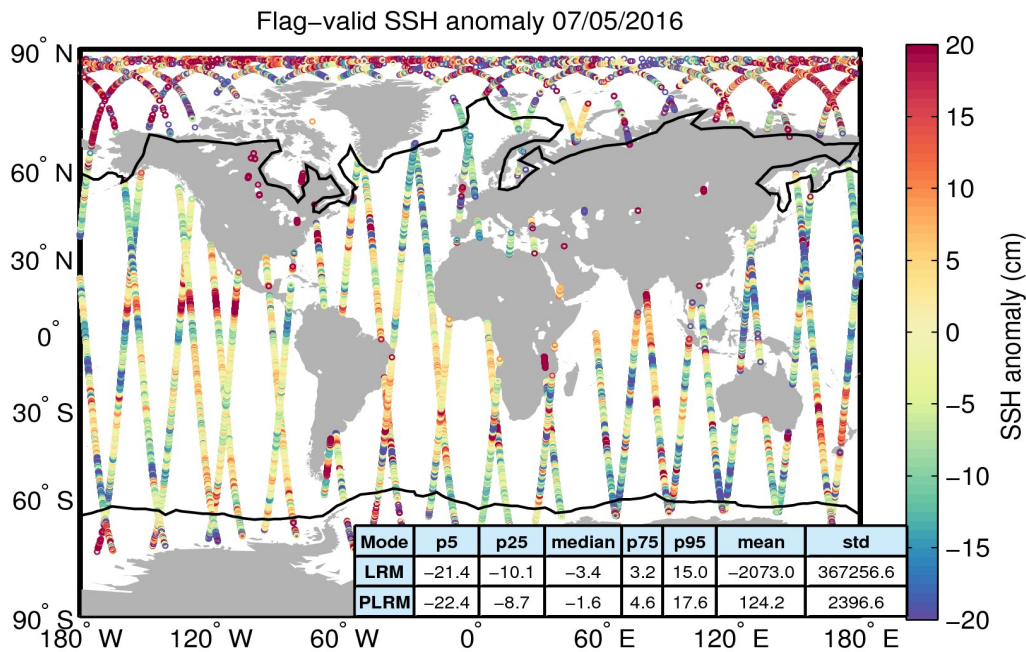 Flag−valid SSH anomaly 07/05/2016
90° N
60° N
30° N
0°
30° S
60° S
90° S
180° W
120° W
60° W
0°
60° E
120° E
180° E
Mode p5 p25 median p75 p95 mean std
LRM −21.4 −10.1 −3.4 3.2 15.0 −2073.0 367256.6
PLRM −22.4 −8.7 −1.6 4.6 17.6 124.2 2396.6
20
15
10
5
0
−5
−10
−15
−20
SSH anomaly (cm)